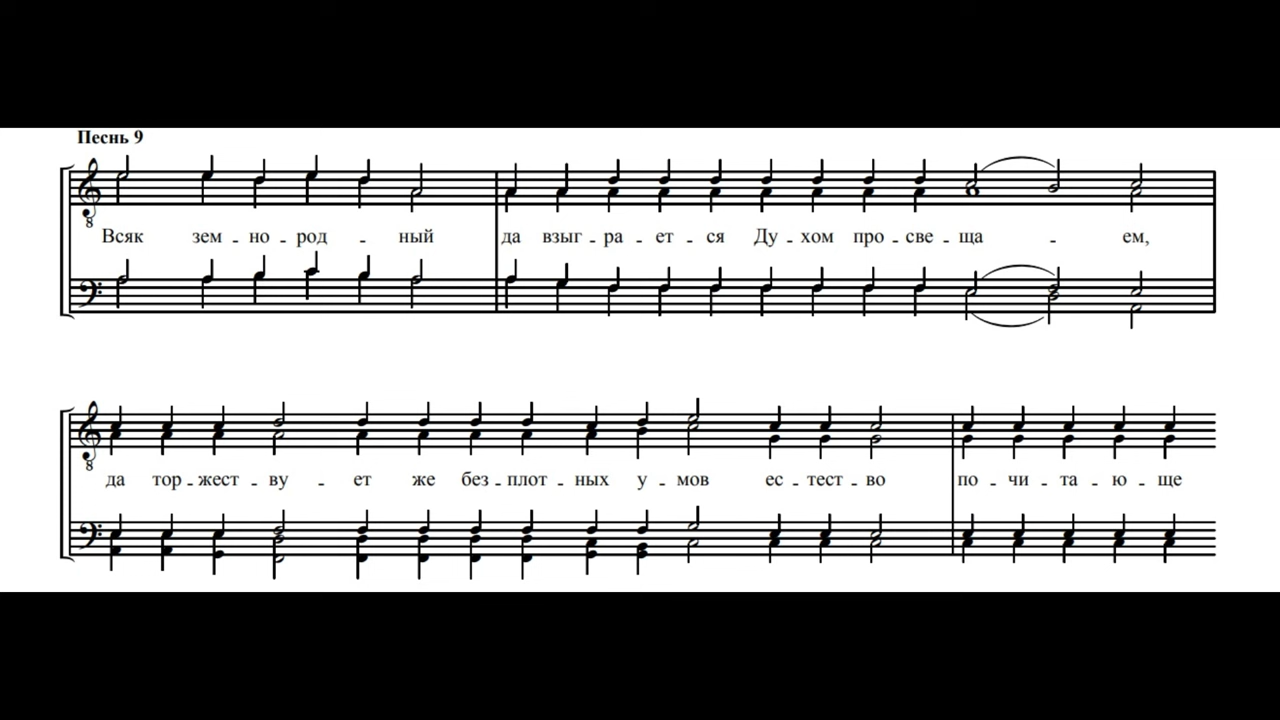 Песнь 9
Всяк зем - но - род - ный да взыг - ра - ет - ся Ду - хом про - све - ща - ем,
да тор - жест - ву - ет же без - плот - ных у - мов ес - тест - во по - чи - та - ю - ще